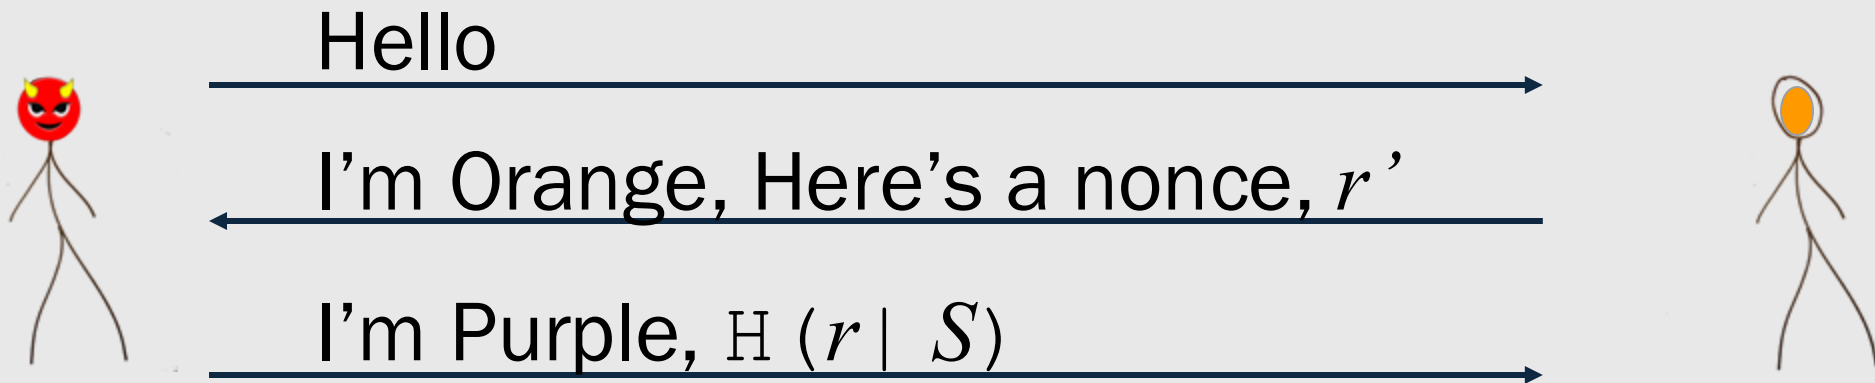 Hello
I’m Orange, Here’s a nonce, r’
I’m Purple, H(r| S)